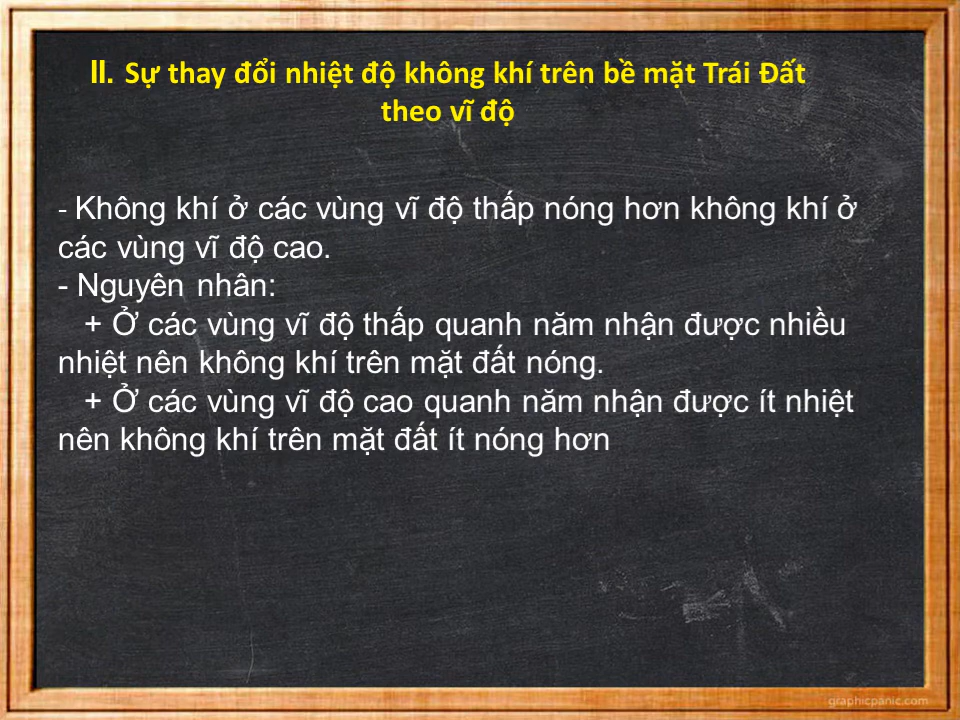 II. Sự thay đổi nhiệt độ không khí trên bề mặt Trái Đất
theo vĩ độ
- Không khí ở các vùng vĩ độ thấp nóng hơn không khí ở
các vùng vĩ độ cao.
- Nguyên nhân:
+ Ở các vùng vĩ độ thấp quanh năm nhận được nhiều
nhiệt nên không khí trên mặt đất nóng.
+ Ở các vùng vĩ độ cao quanh năm nhận được ít nhiệt
nên không khí trên mặt đất ít nóng hơn
graphicpanic.com